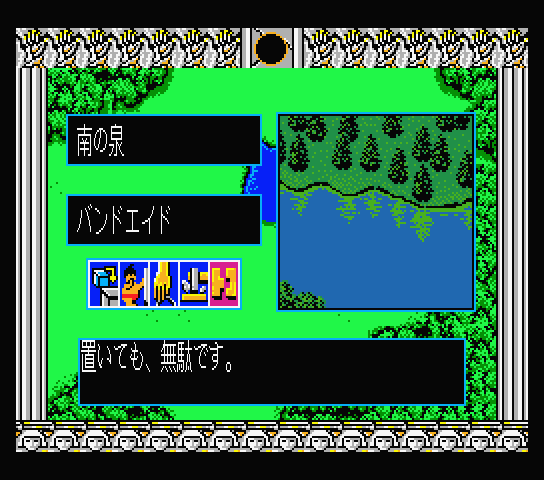 南の泉
バンドエイド
置いても、無駄です。